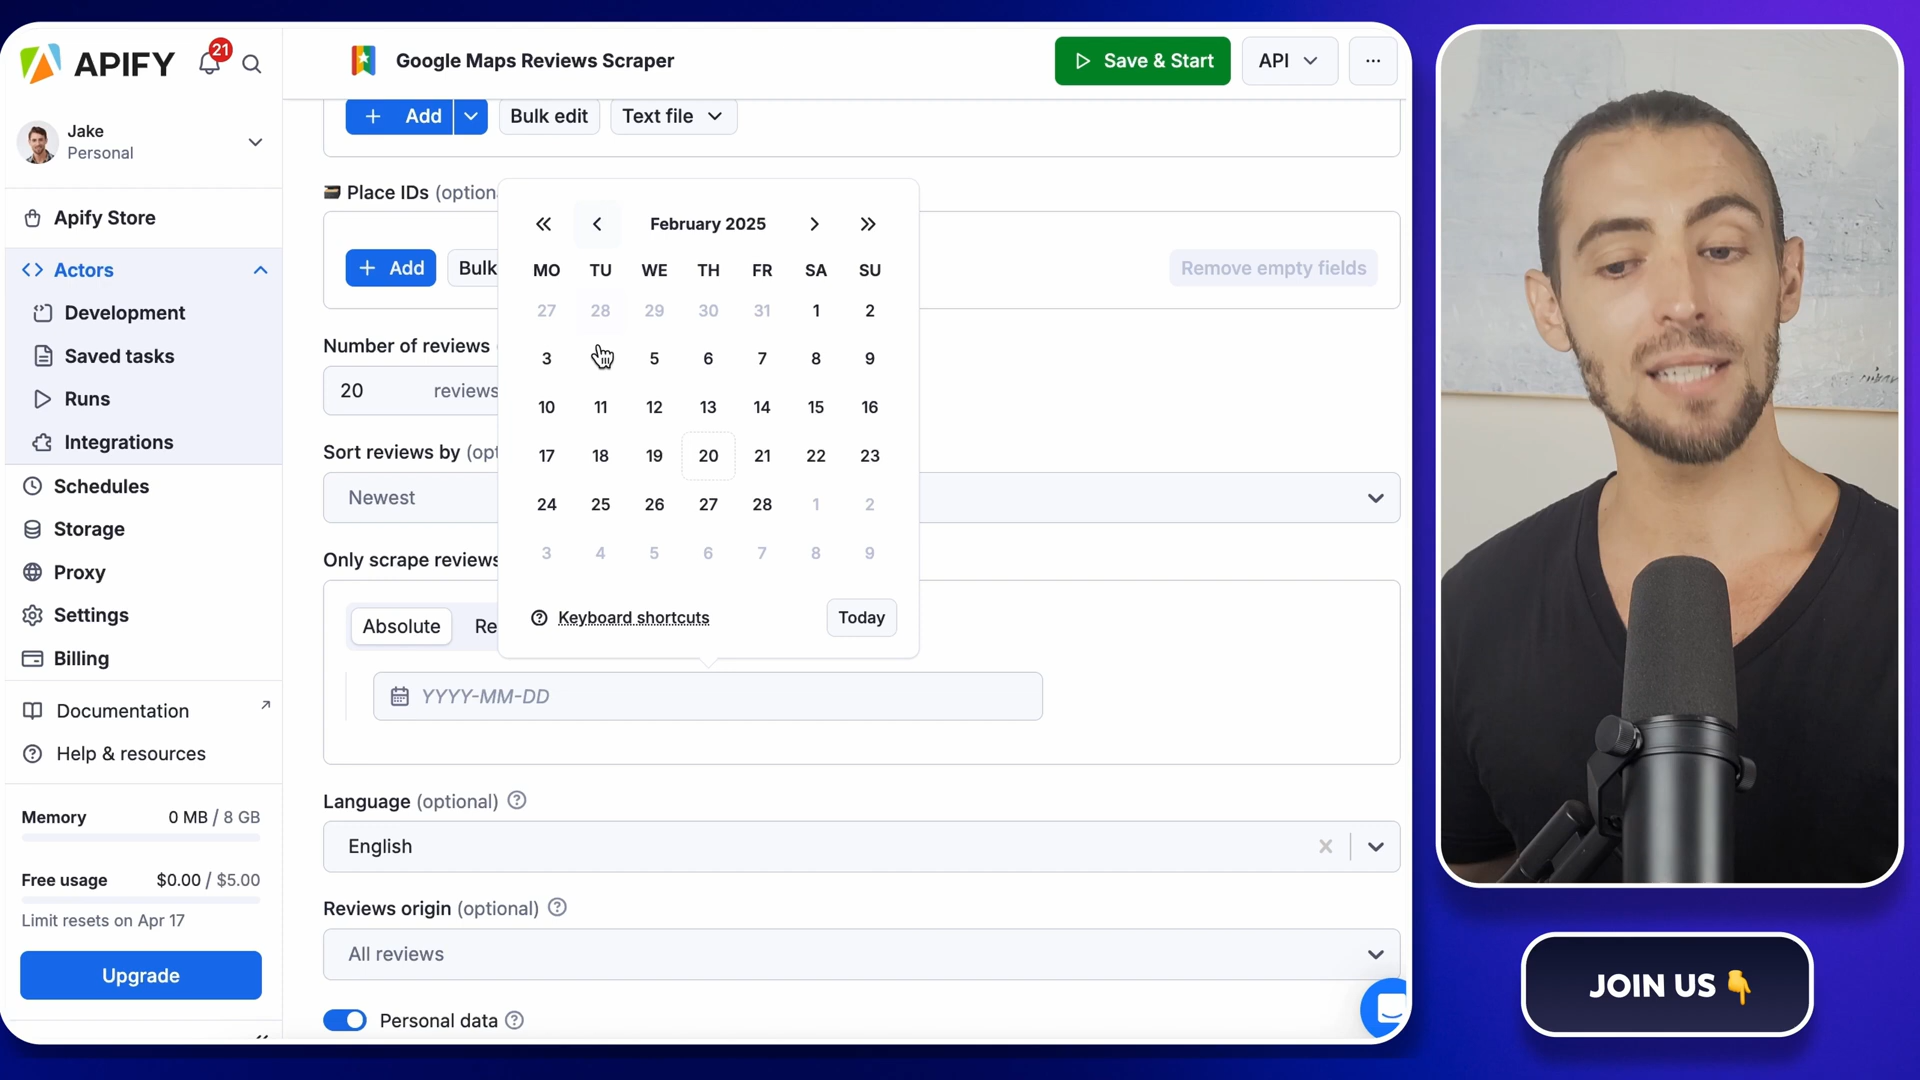 APIFY
21
Jake
Personal
Apify Store
Actors
Development
Saved tasks
Runs
Integrations
Schedules
Storage
Proxy
Settings
Billing
Documentation
Help & resources
Memory 0 MB / 8 GB
Free usage $0.00 / $5.00
Limit resets on Apr 17
Upgrade
Google Maps Reviews Scraper
Save & Start
API
...
+ Add
Bulk edit
Text file
Place IDs (option
+ Add
Bulk
Remove empty fields
Number of reviews
20 reviews
Sort reviews by (opt
Newest
Only scrape reviews
Absolute
Re
YYYY-MM-DD
February 2025
MO TU WE TH FR SA SU
27 28 29 30 31 1 2
3 5 6 7 8 9
10 11 12 13 14 15 16
17 18 19 20 21 22 23
24 25 26 27 28 1 2
3 4 5 6 7 8 9
Keyboard shortcuts
Today
Language (optional)
English
Reviews origin (optional)
All reviews
Personal data
JOIN US 👇